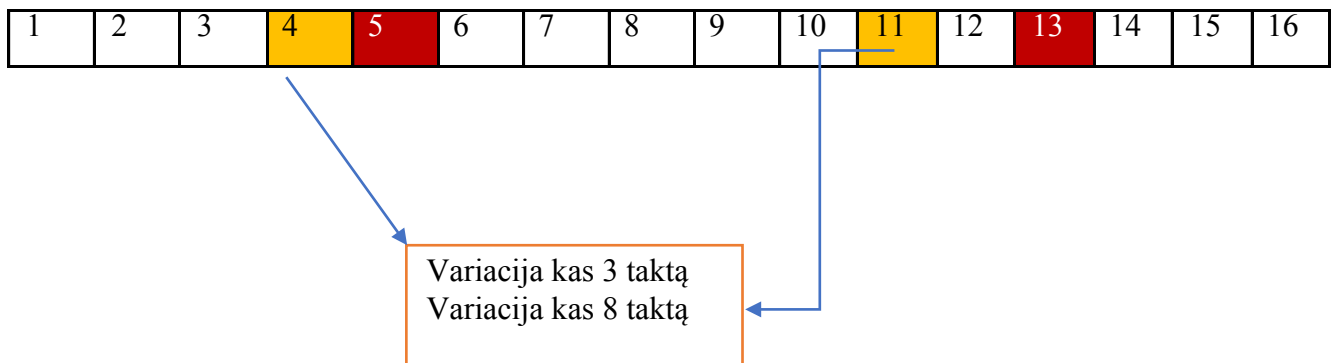 1 2 3 4 5 6 7 8 9 10 11 12 13 14 15 16
Variacija kas 3 taktą
Variacija kas 8 taktą